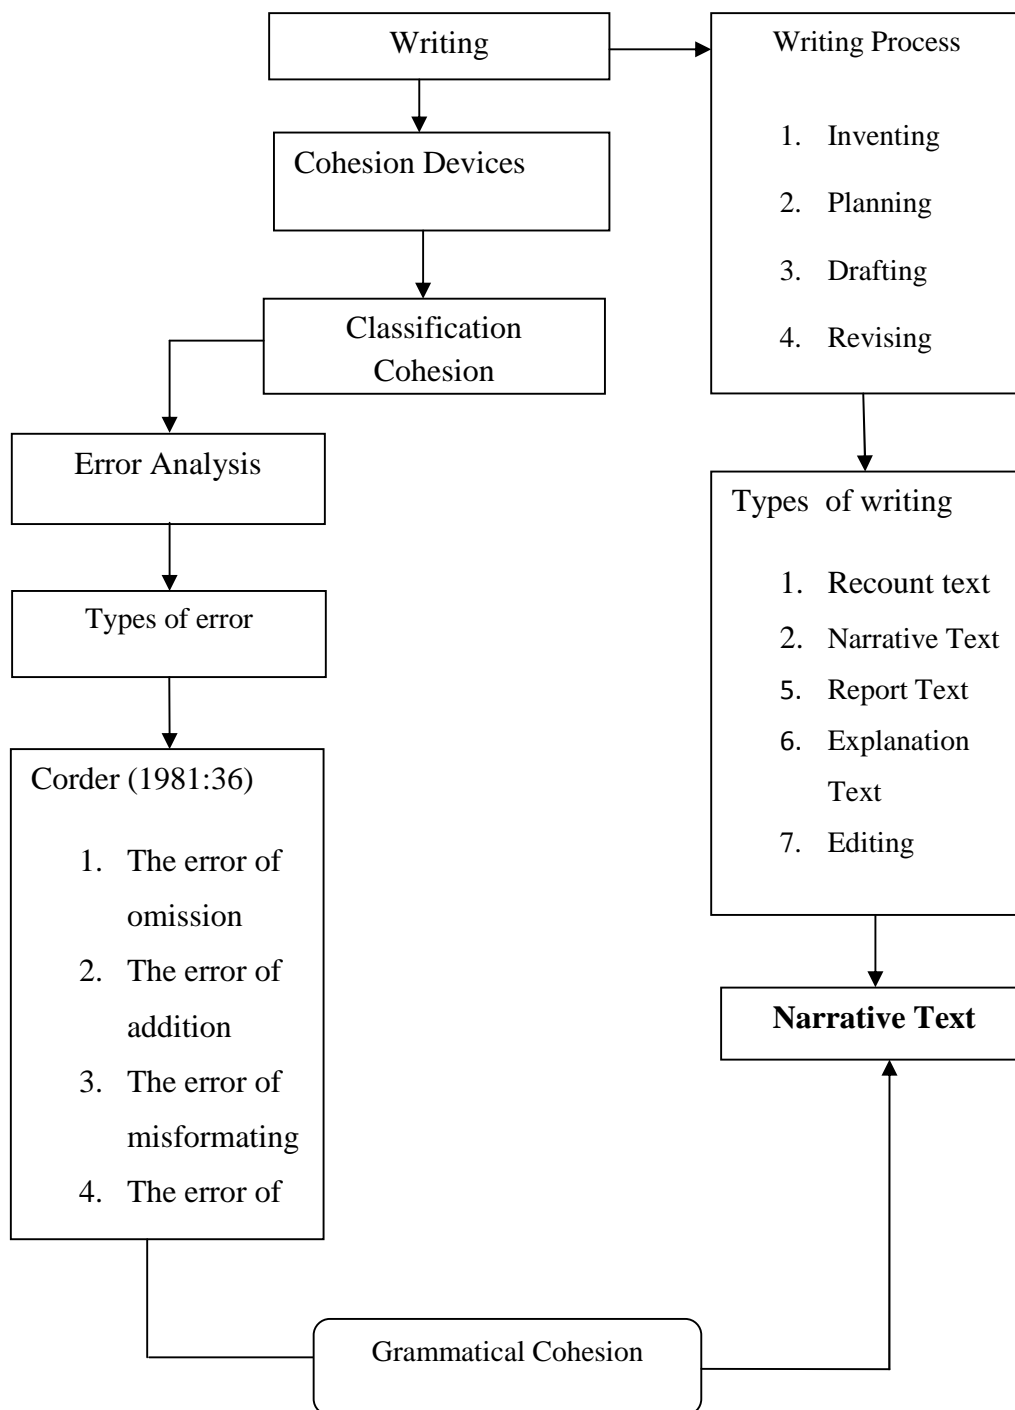 Writing
Writing Process
1. Inventing
2. Planning
3. Drafting
4. Revising
Cohesion Devices
Classification
Cohesion
Error Analysis
Types of error
Corder (1981:36)
1. The error of
omission
2. The error of
addition
3. The error of
misformating
4. The error of
Types of writing
1. Recount text
2. Narrative Text
5. Report Text
6. Explanation
Text
7. Editing
Narrative Text
Grammatical Cohesion